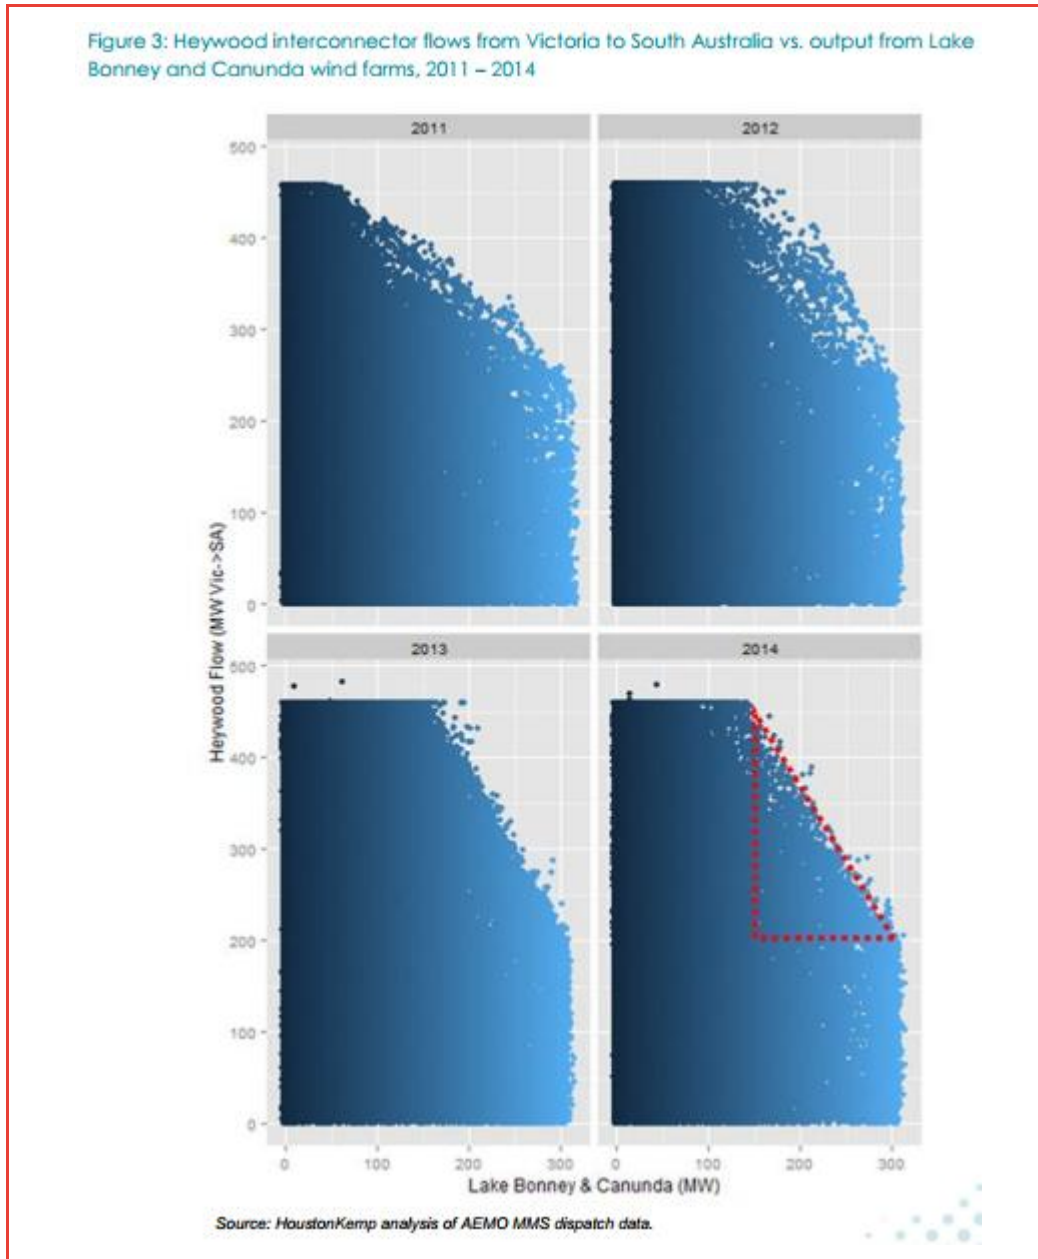 Figure 3: Heywood interconnector flows from Victoria to South Australia vs. output from Lake
Bonney and Canunda wind farms, 2011 – 2014
2011
2012
500
400
300
200
100
0
2013
2014
500
400
300
200
100
0
Heywood Flow (MW Vic->SA)
0 100 200 300
0 100 200 300
Lake Bonney & Canunda (MW)
Source: HoustonKemp analysis of AEMO MMS dispatch data.